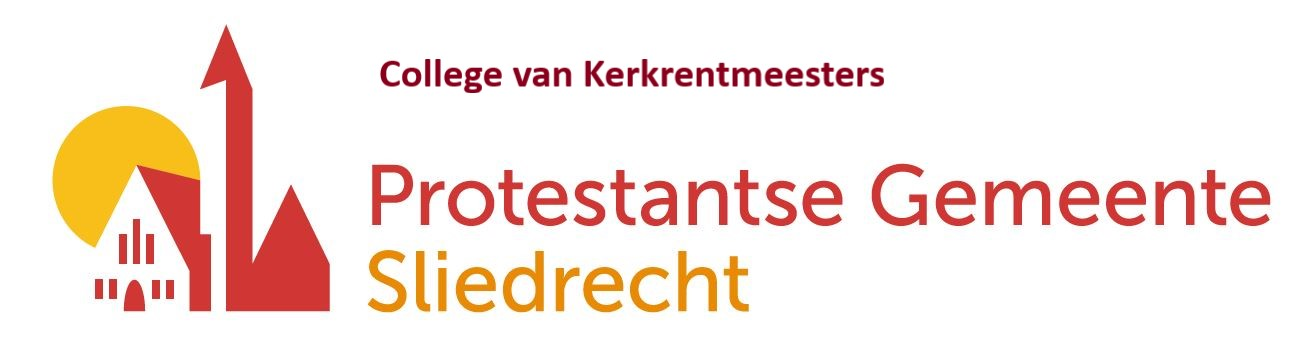 College van Kerkrentmeesters
Protestantse Gemeente
Sliedrecht